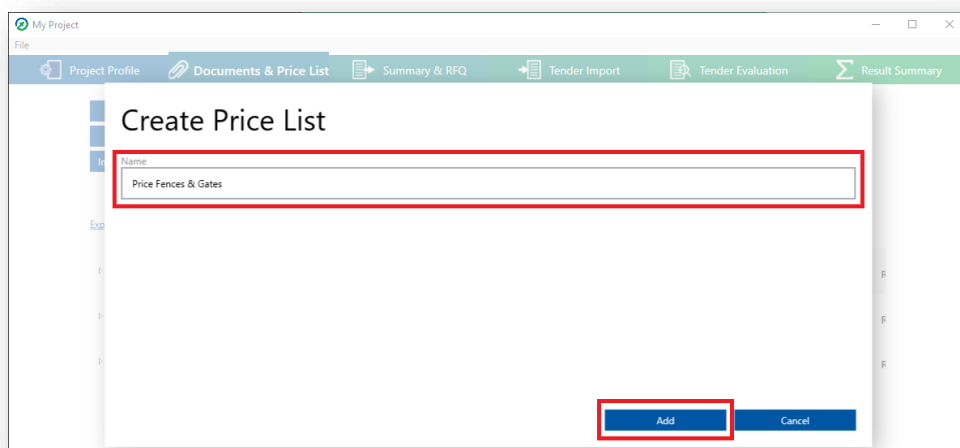 My Project
File
Project Profile
Documents & Price List
Summary & RFQ
Tender Import
Tender Evaluation
Result Summary
Create Price List
Name
Price Fences & Gates
Add
Cancel